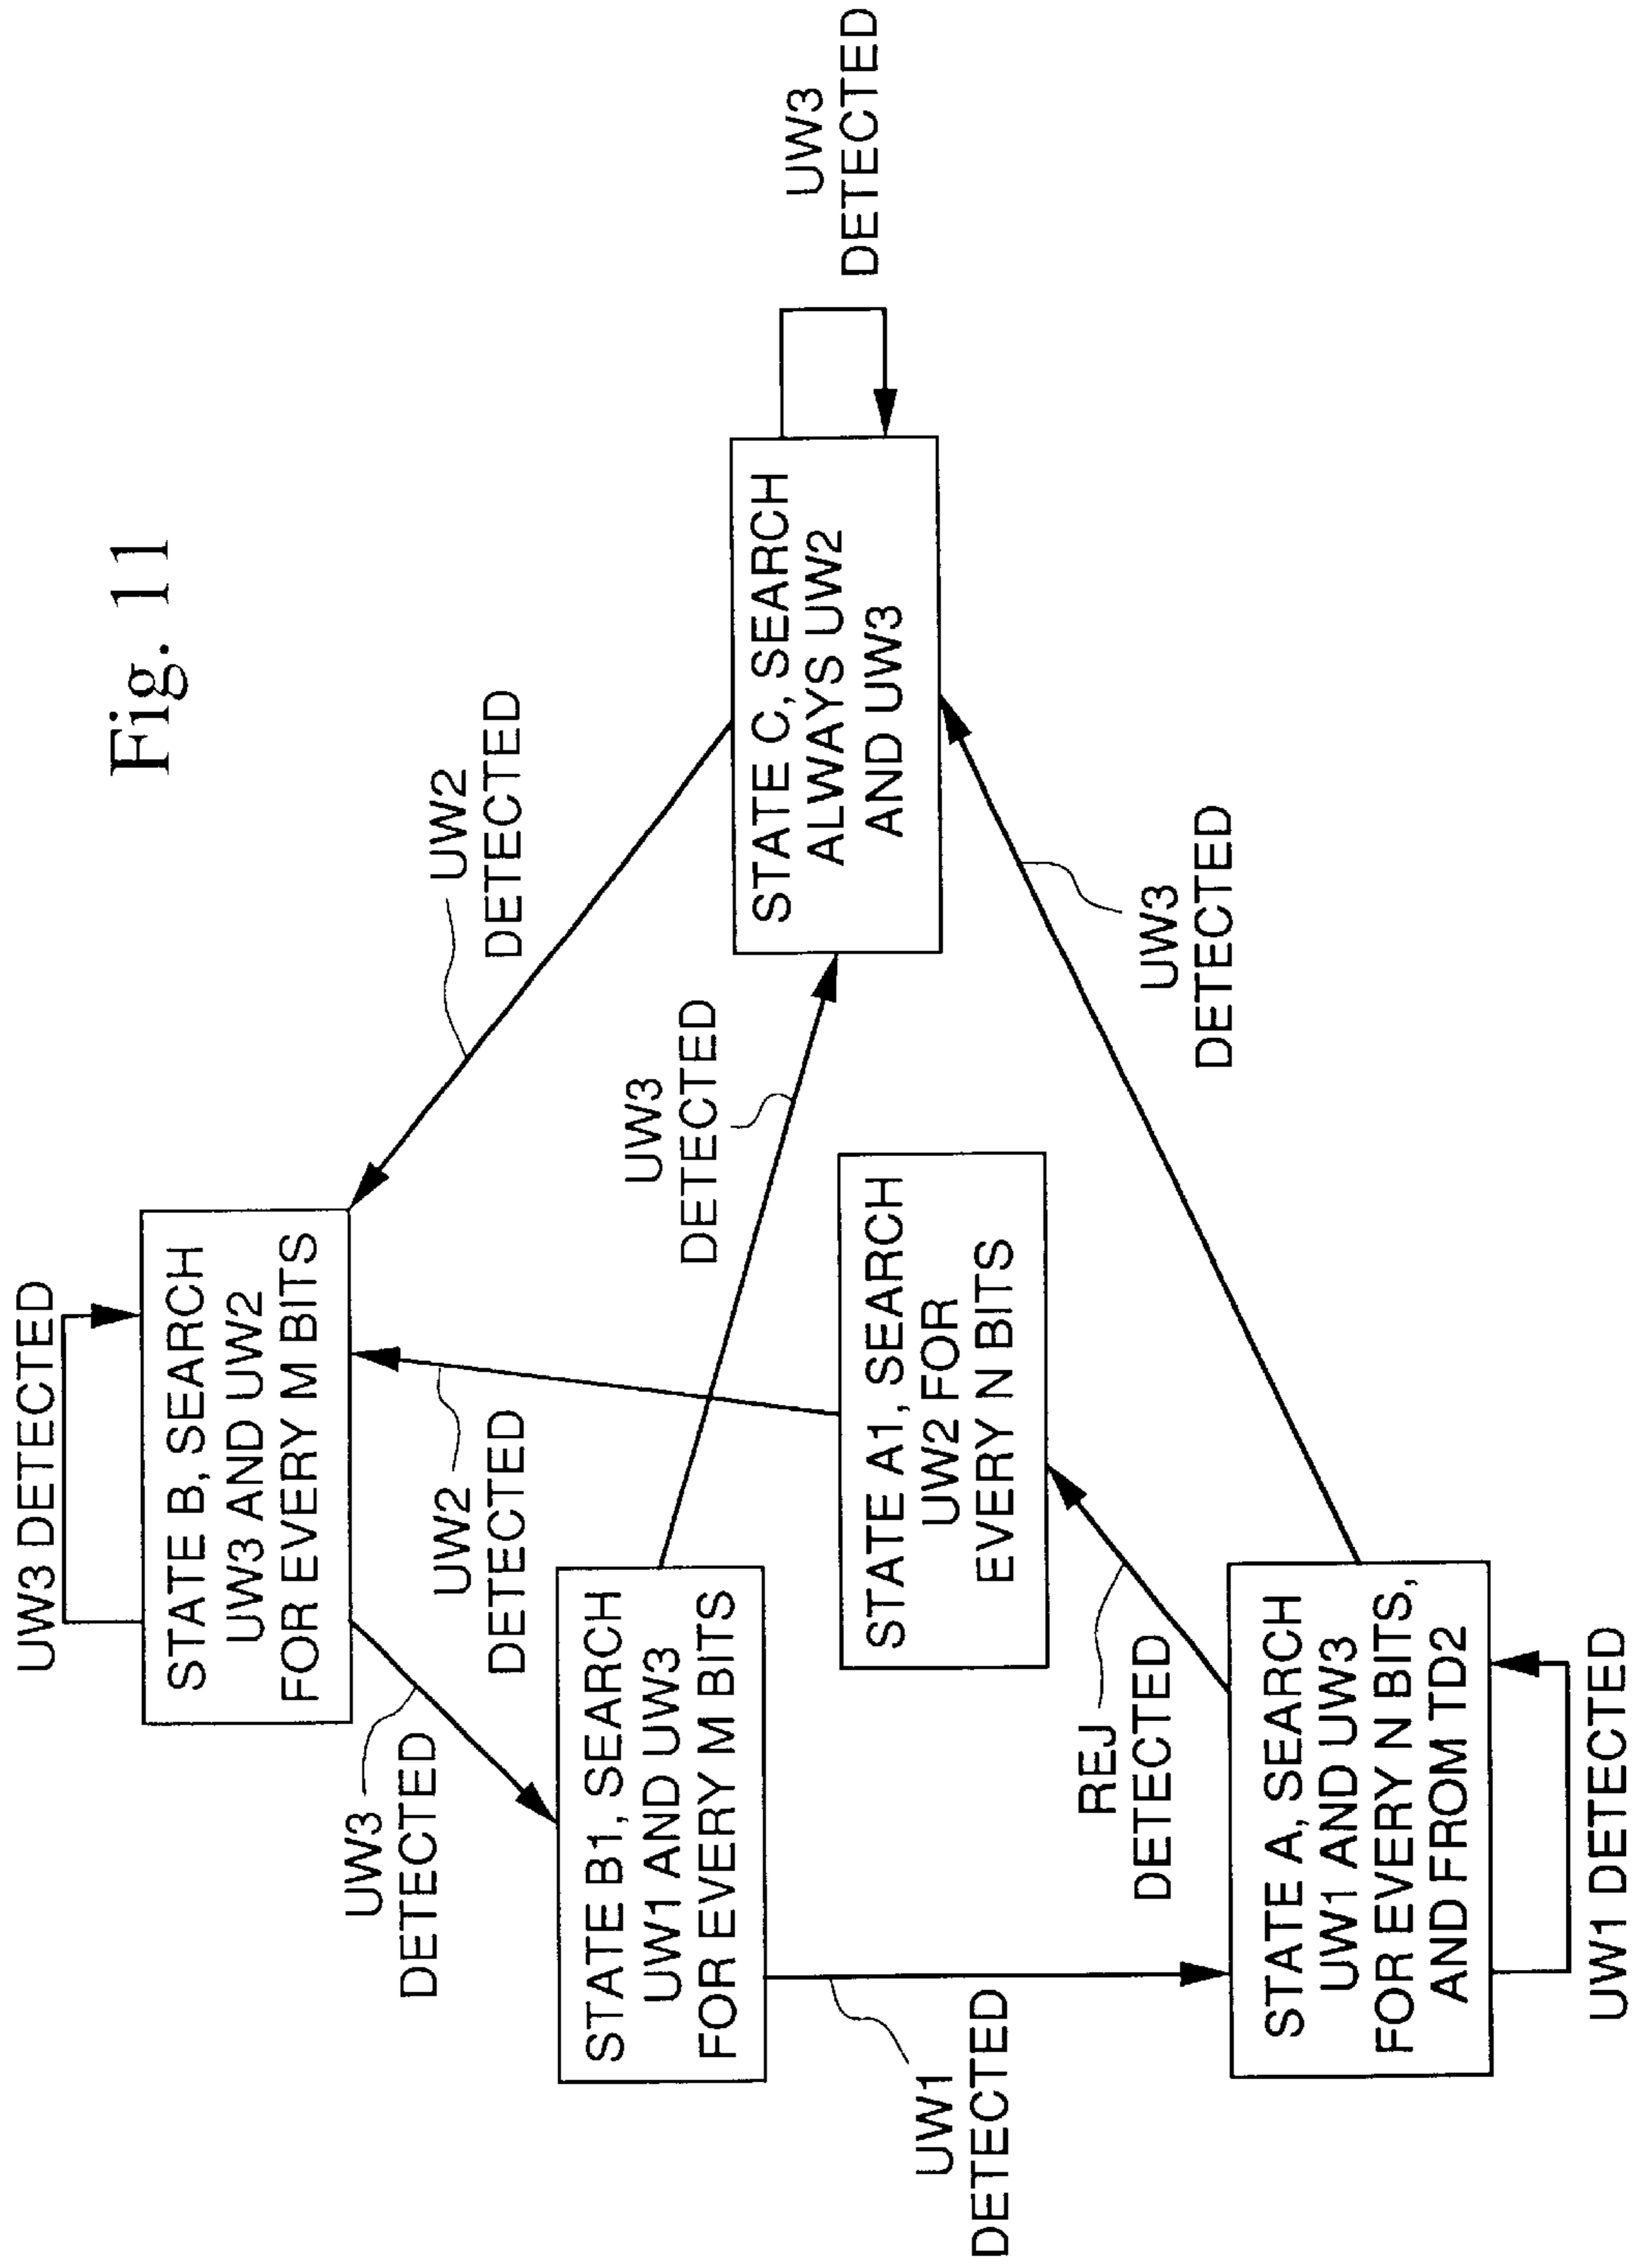 Fig. 11
UW3 DETECTED
STATE B, SEARCH
UW3 AND UW2
FOR EVERY M BITS
UW3
DETECTED
UW2
DETECTED
UW2
DETECTED
STATE B1, SEARCH
UW1 AND UW3
FOR EVERY M BITS
UW3
DETECTED
STATE C, SEARCH
ALWAYS UW2
AND UW3
UW3
DETECTED
STATE A1, SEARCH
UW2 FOR
EVERY N BITS
UW1
DETECTED
REJ
DETECTED
UW3
DETECTED
STATE A, SEARCH
UW1 AND UW3
FOR EVERY N BITS,
AND FROM TD2
UW1 DETECTED